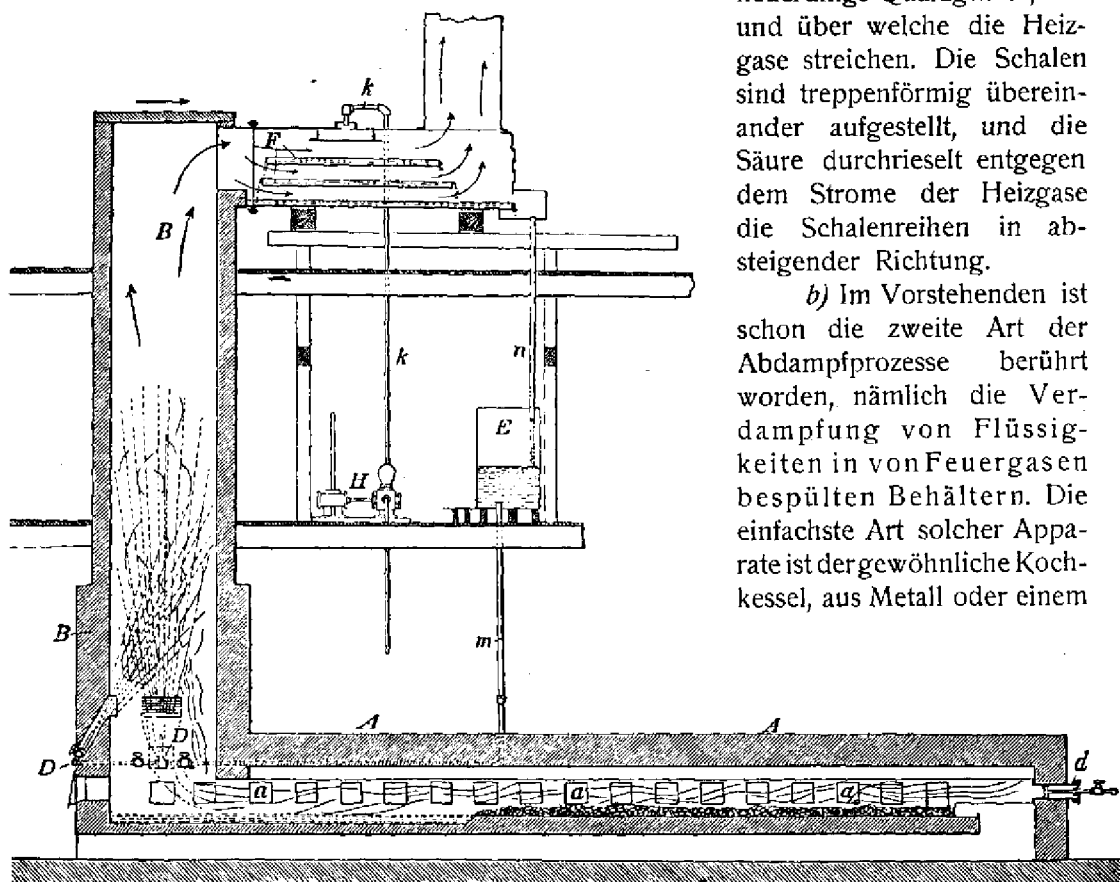 und über welche die Heiz-
gase streichen. Die Schalen
sind treppenförmig überein-
ander aufgestellt, und die
Säure durchrieselt entgegen
dem Strome der Heizgase
die Schalenreihen in ab-
steigender Richtung.
b) Im Vorstehenden ist
schon die zweite Art der
Abdampfprozesse berührt
worden, nämlich die Ver-
dampfung von Flüssig-
keiten in von Feuergasen
bespülten Behältern. Die
einfachste Art solcher Appa-
rate ist der gewöhnliche Koch-
kessel, aus Metall oder einem
k
F
B
k
n
E
H
B
m
D
D
A
A
d
a
a
a